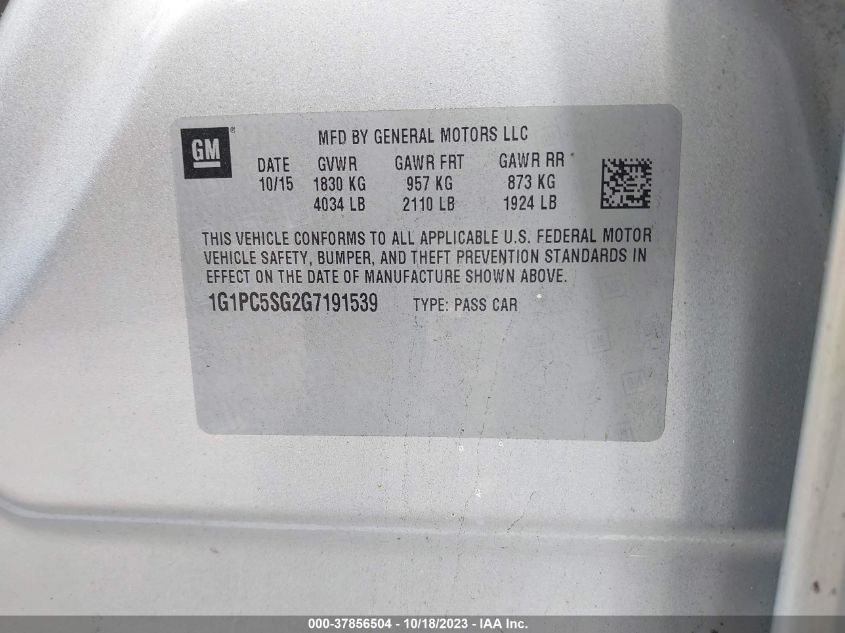 GM ® MFD BY GENERAL MOTORS LLC
DATE GVWR GAWR FRT GAWR RR
10/15 1830 KG 957 KG 873 KG
4034 LB 2110 LB 1924 LB
THIS VEHICLE CONFORMS TO ALL APPLICABLE U.S. FEDERAL MOTOR
VEHICLE SAFETY, BUMPER, AND THEFT PREVENTION STANDARDS IN
EFFECT ON THE DATE OF MANUFACTURE SHOWN ABOVE.
1G1PC5SG2G7191539 TYPE: PASS CAR
000-37856504 - 10/18/2023 - IAA Inc.